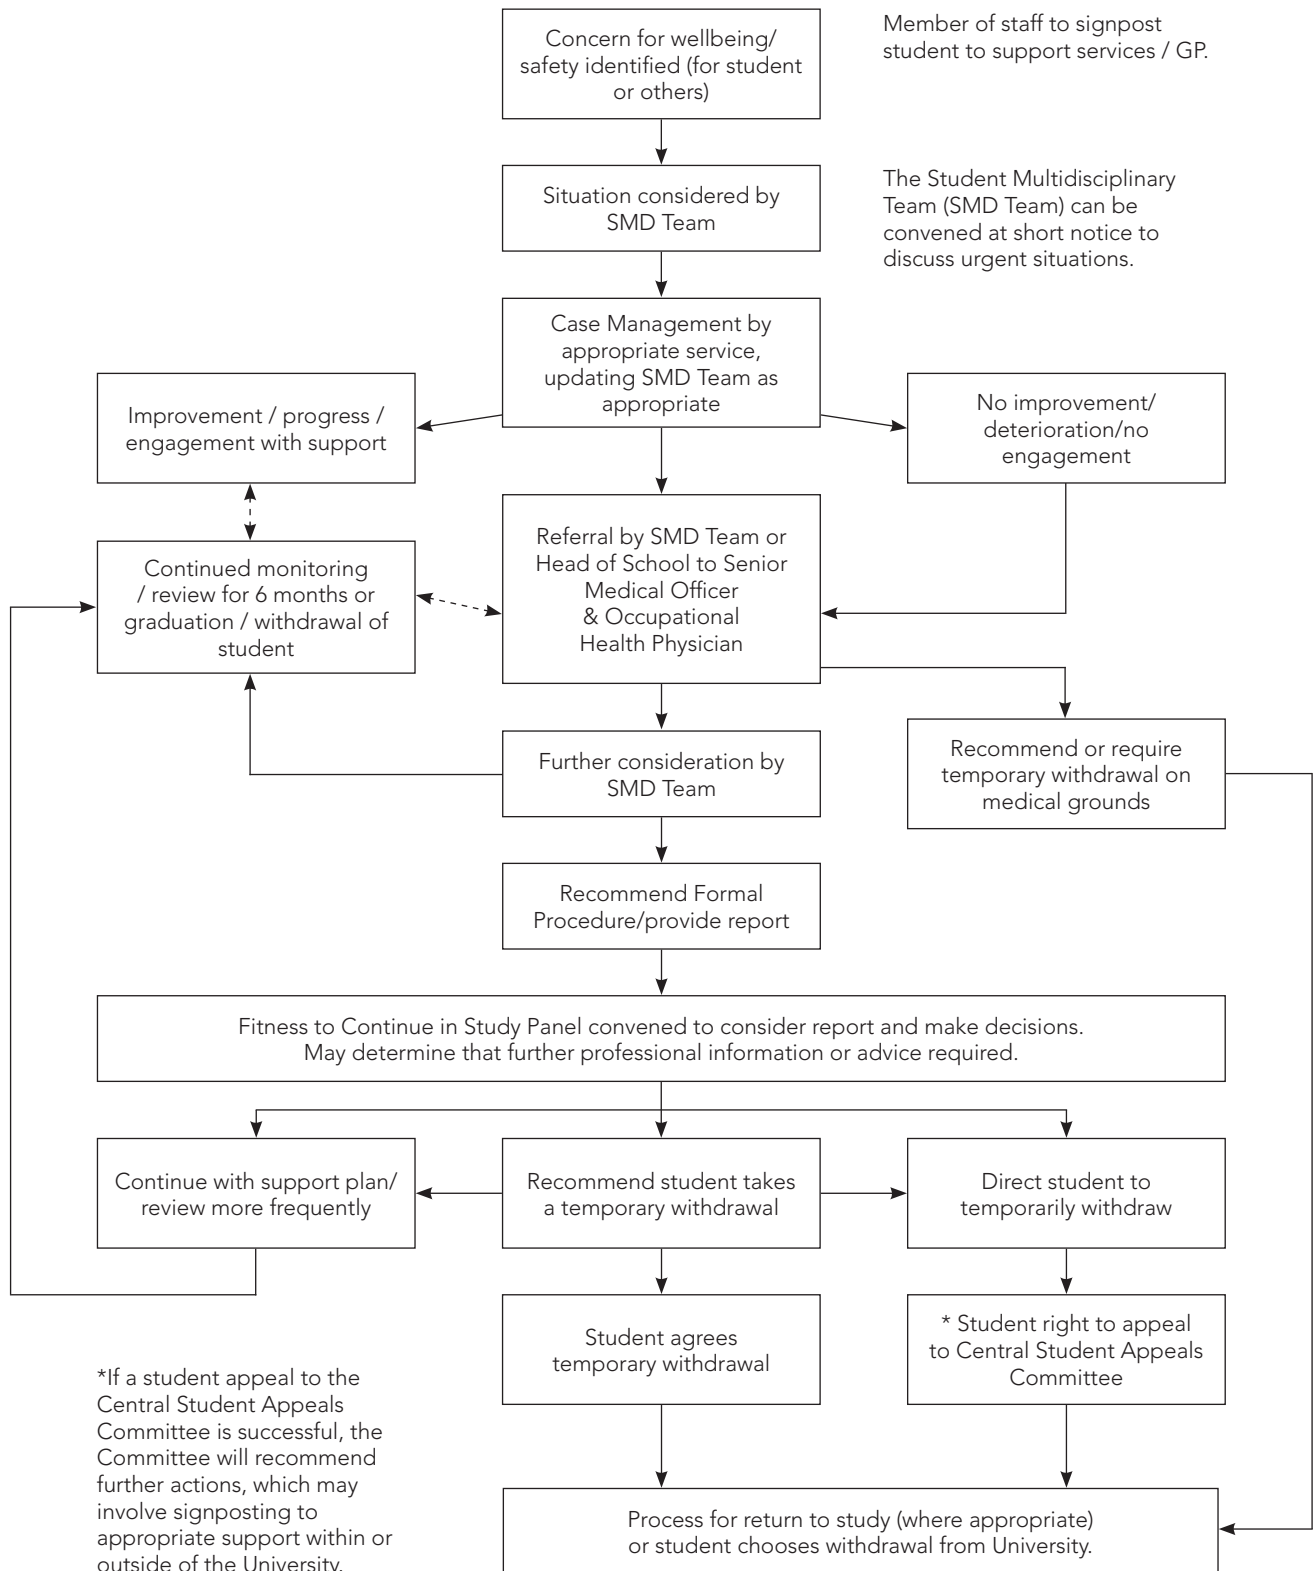 Concern for wellbeing/
safety identified (for student
or others)
Member of staff to signpost
student to support services / GP.
Situation considered by
SMD Team
The Student Multidisciplinary
Team (SMD Team) can be
convened at short notice to
discuss urgent situations.
Case Management by
appropriate service,
updating SMD Team as
appropriate
Improvement / progress /
engagement with support
No improvement/
deterioration/no
engagement
Referral by SMD Team or
Head of School to Senior
Medical Officer
& Occupational
Health Physician
Continued monitoring
/ review for 6 months or
graduation / withdrawal of
student
Further consideration by
SMD Team
Recommend or require
temporary withdrawal on
medical grounds
Recommend Formal
Procedure/provide report
Fitness to Continue in Study Panel convened to consider report and make decisions.
May determine that further professional information or advice required.
Continue with support plan/
review more frequently
Recommend student takes
a temporary withdrawal
Direct student to
temporarily withdraw
Student agrees
temporary withdrawal
* Student right to appeal
to Central Student Appeals
Committee
*If a student appeal to the
Central Student Appeals
Committee is successful, the
Committee will recommend
further actions, which may
involve signposting to
appropriate support within or
outside of the University.
Process for return to study (where appropriate)
or student chooses withdrawal from University.